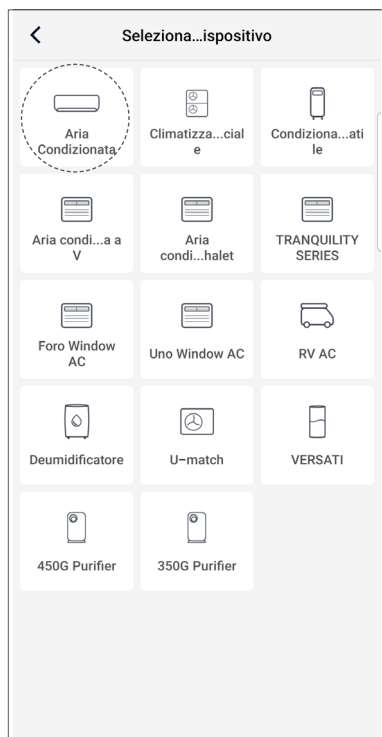 Seleziona...ispositivo
Aria
Condizionata
Climatizza...cial
e
Condiziona...ati
le
Aria condi...a a
V
Aria
condi...halet
TRANQUILITY
SERIES
Foro Window
AC
Uno Window AC
RV AC
Deumidificatore
U-match
VERSATI
450G Purifier
350G Purifier